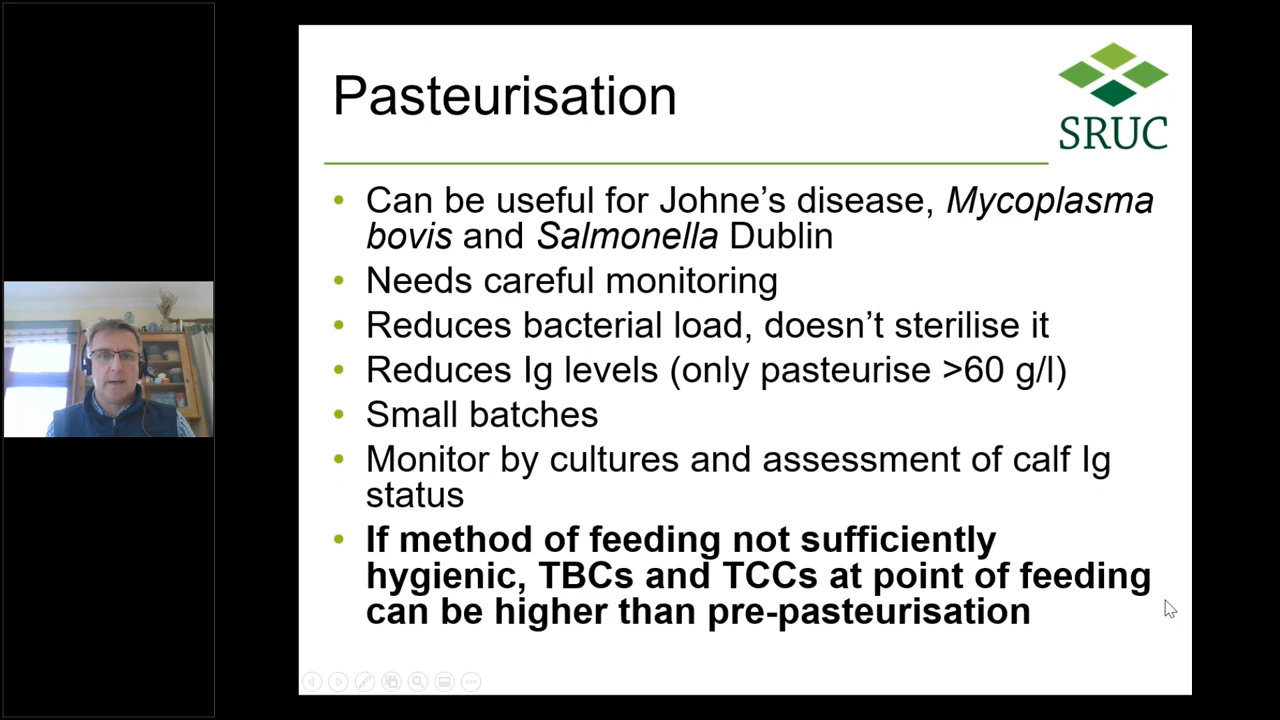 Pasteurisation
SRUC
• Can be useful for Johne’s disease, Mycoplasma
bovis and Salmonella Dublin
• Needs careful monitoring
• Reduces bacterial load, doesn’t sterilise it
• Reduces Ig levels (only pasteurise >60 g/l)
• Small batches
• Monitor by cultures and assessment of calf Ig
status
• If method of feeding not sufficiently
hygienic, TBCs and TCCs at point of feeding
can be higher than pre-pasteurisation